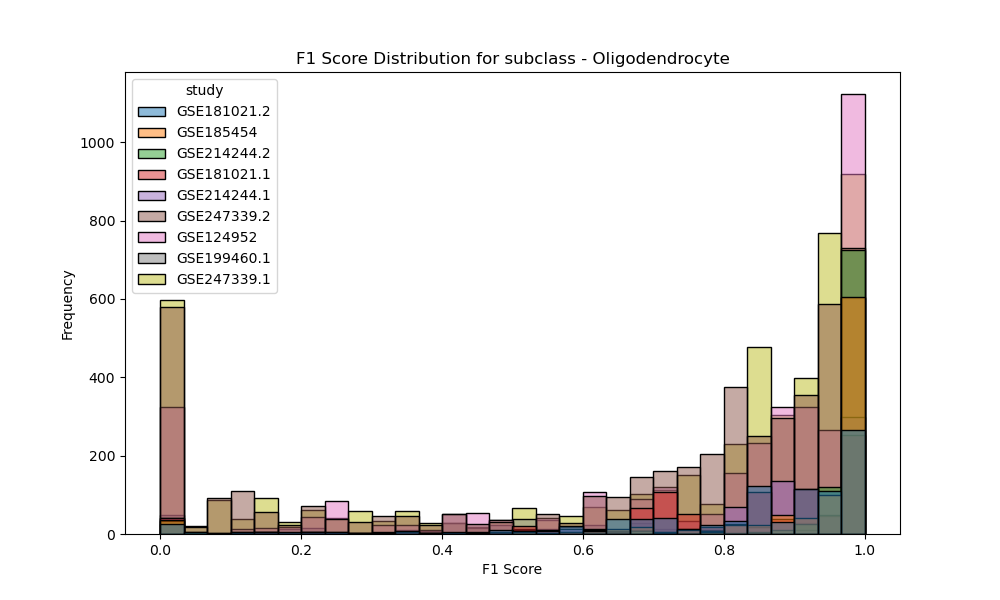 F1 Score Distribution for subclass - Oligodendrocyte
study
GSE181021.2
GSE185454
GSE214244.2
GSE181021.1
GSE214244.1
GSE247339.2
GSE124952
GSE199460.1
GSE247339.1
Frequency
1000
800
600
400
200
0
0.0 0.2 0.4 0.6 0.8 1.0
F1 Score